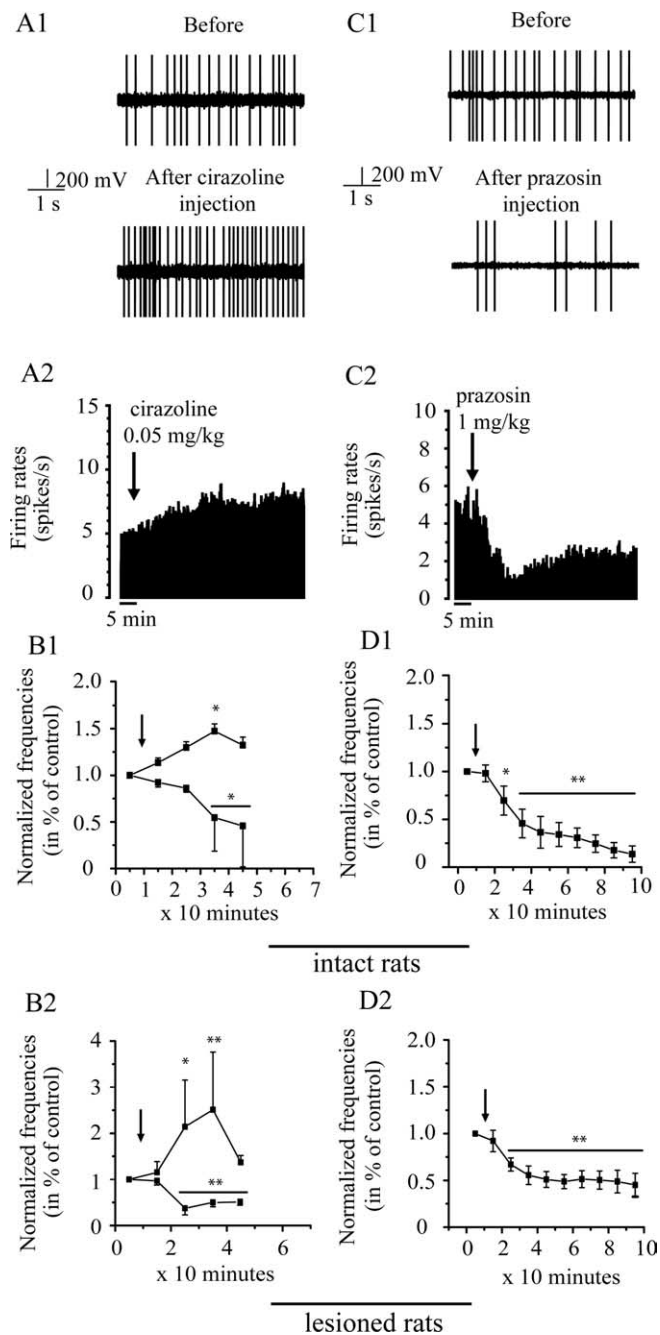 A1
Before
200 mV
1 s
After cirazoline
injection
C1
Before
200 mV
1 s
After prazosin
injection
A2
Firing rates
(spikes/s)
15
10
5
0
cirazoline
0.05 mg/kg
5 min
C2
Firing rates
(spikes/s)
10
8
6
4
2
0
prazosin
1 mg/kg
5 min
B1
Normalized frequencies
(in % of control)
2.0
1.5
1.0
0.5
0
*
*
0 1 2 3 4 5 6 7
x 10 minutes
D1
Normalized frequencies
(in % of control)
2.0
1.5
1.0
0.5
0
*
**
0 2 4 6 8 10
x 10 minutes
intact rats
B2
Normalized frequencies
(in % of control)
4
3
2
1
0
*
**
**
0 2 4 6
x 10 minutes
D2
Normalized frequencies
(in % of control)
2.0
1.5
1.0
0.5
0
**
0 2 4 6 8 10
x 10 minutes
lesioned rats